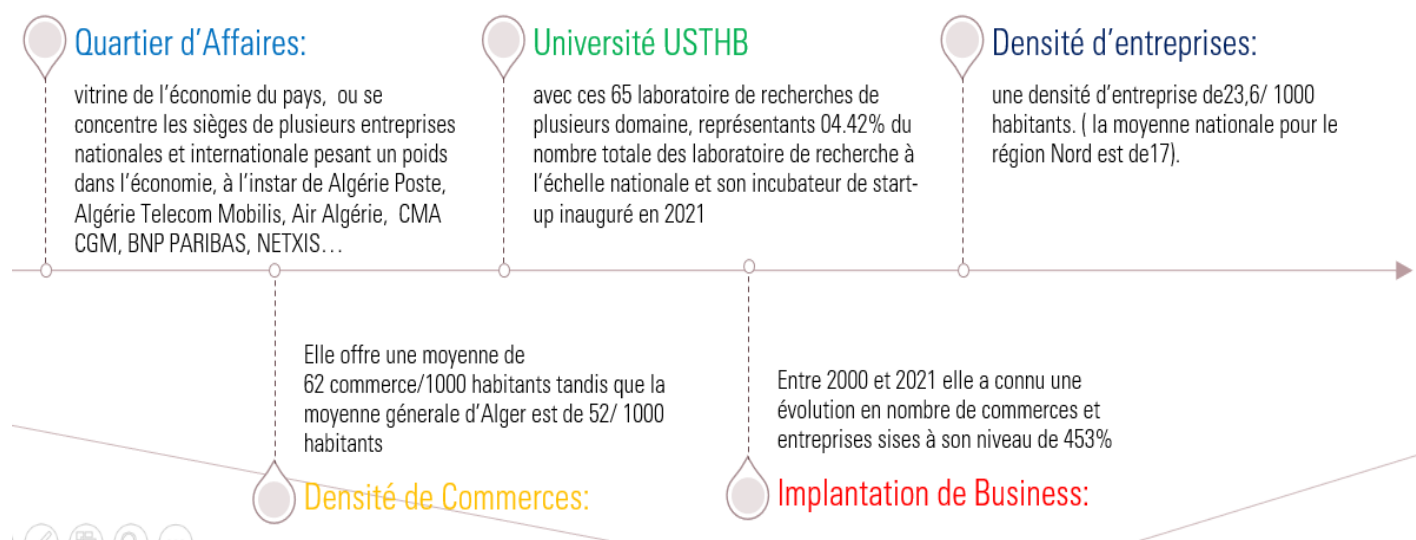 Quartier d’Affaires:
vitrine de l’économie du pays, ou se
concentre les sièges de plusieurs entreprises
nationales et internationale pesant un poids
dans l’économie, à l’instar de Algérie Poste,
Algérie Telecom Mobilis, Air Algérie, CMA
CGM, BNP PARIBAS, NETXIS…
Université USTHB
avec ces 65 laboratoire de recherches de
plusieurs domaine, représentants 04.42% du
nombre totale des laboratoire de recherche à
l’échelle nationale et son incubateur de start-
up inauguré en 2021
Densité d’entreprises:
une densité d’entreprise de23,6/ 1000
habitants. ( la moyenne nationale pour le
région Nord est de17).
Elle offre une moyenne de
62 commerce/1000 habitants tandis que la
moyenne génerale d’Alger est de 52/ 1000
habitants
Densité de Commerces:
Entre 2000 et 2021 elle a connu une
évolution en nombre de commerces et
entreprises sises à son niveau de 453%
Implantation de Business: